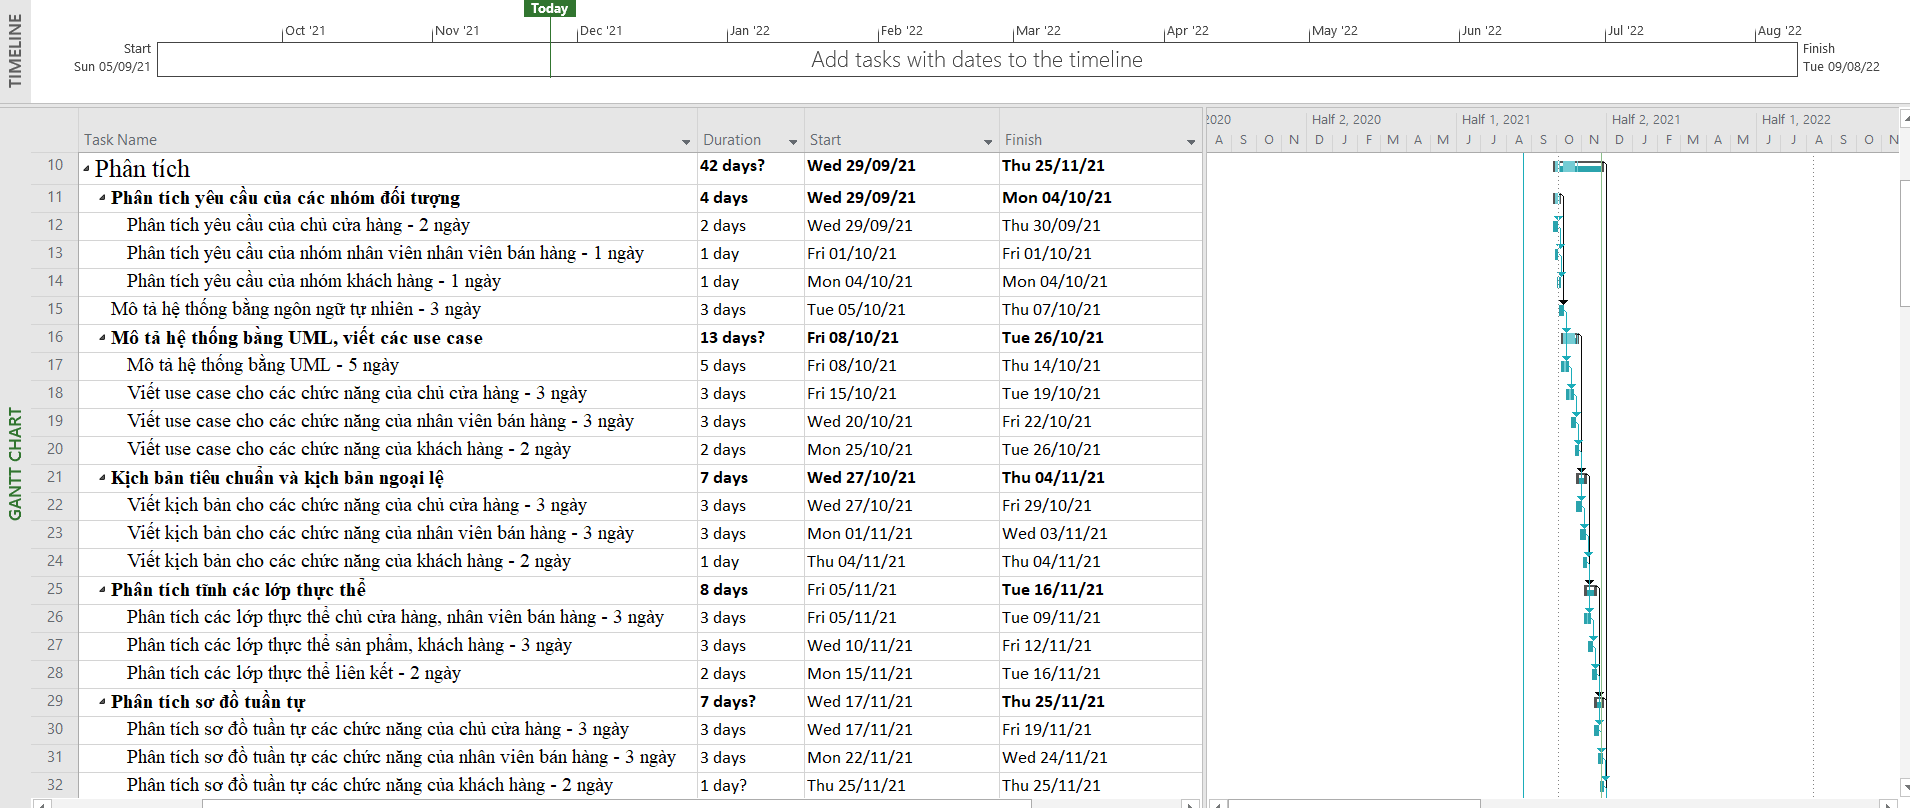 TIMELINE
Today
Oct '21 Nov '21 Dec '21 Jan '22 Feb '22 Mar '22 Apr '22 May '22 Jun '22 Jul '22 Aug '22
Start
Sun 05/09/21
Add tasks with dates to the timeline
Finish
Tue 09/08/22
GANTT CHART
Task Name Duration Start Finish
2020 Half 2, 2020 Half 1, 2021 Half 2, 2021 Half 1, 2022
A S O N D J F M A M J J A S O N D J F M A M J J A S O N
10 Phân tích 42 days? Wed 29/09/21 Thu 25/11/21
11 Phân tích yêu cầu của các nhóm đối tượng 4 days Wed 29/09/21 Mon 04/10/21
12 Phân tích yêu cầu của chủ cửa hàng - 2 ngày 2 days Wed 29/09/21 Thu 30/09/21
13 Phân tích yêu cầu của nhóm nhân viên nhân viên bán hàng - 1 ngày 1 day Fri 01/10/21 Fri 01/10/21
14 Phân tích yêu cầu của nhóm khách hàng - 1 ngày 1 day Mon 04/10/21 Mon 04/10/21
15 Mô tả hệ thống bằng ngôn ngữ tự nhiên - 3 ngày 3 days Tue 05/10/21 Thu 07/10/21
16 Mô tả hệ thống bằng UML, viết các use case 13 days? Fri 08/10/21 Tue 26/10/21
17 Mô tả hệ thống bằng UML - 5 ngày 5 days Fri 08/10/21 Thu 14/10/21
18 Viết use case cho các chức năng của chủ cửa hàng - 3 ngày 3 days Fri 15/10/21 Tue 19/10/21
19 Viết use case cho các chức năng của nhân viên bán hàng - 3 ngày 3 days Wed 20/10/21 Fri 22/10/21
20 Viết use case cho các chức năng của khách hàng - 2 ngày 2 days Mon 25/10/21 Tue 26/10/21
21 Kịch bản tiêu chuẩn và kịch bản ngoại lệ 7 days Wed 27/10/21 Thu 04/11/21
22 Viết kịch bản cho các chức năng của chủ cửa hàng - 3 ngày 3 days Wed 27/10/21 Fri 29/10/21
23 Viết kịch bản cho các chức năng của nhân viên bán hàng - 3 ngày 3 days Mon 01/11/21 Wed 03/11/21
24 Viết kịch bản cho các chức năng của khách hàng - 2 ngày 1 day Thu 04/11/21 Thu 04/11/21
25 Phân tích tĩnh các lớp thực thể 8 days Fri 05/11/21 Tue 16/11/21
26 Phân tích các lớp thực thể chủ cửa hàng, nhân viên bán hàng - 3 ngày 3 days Fri 05/11/21 Tue 09/11/21
27 Phân tích các lớp thực thể sản phẩm, khách hàng - 3 ngày 3 days Wed 10/11/21 Fri 12/11/21
28 Phân tích các lớp thực thể liên kết - 2 ngày 2 days Mon 15/11/21 Tue 16/11/21
29 Phân tích sơ đồ tuần tự 7 days? Wed 17/11/21 Thu 25/11/21
30 Phân tích sơ đồ tuần tự các chức năng của chủ cửa hàng - 3 ngày 3 days Wed 17/11/21 Fri 19/11/21
31 Phân tích sơ đồ tuần tự các chức năng của nhân viên bán hàng - 3 ngày 3 days Mon 22/11/21 Wed 24/11/21
32 Phân tích sơ đồ tuần tự các chức năng của khách hàng - 2 ngày 1 day? Thu 25/11/21 Thu 25/11/21